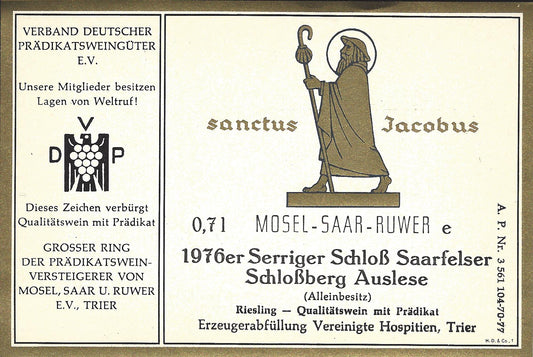 VERBAND DEUTSCHER
PRÄDIKATSWEINGÜTER
E.V.
Unsere Mitglieder besitzen
Lagen von Weltruf!
V
D P
Dieses Zeichen verbürgt
Qualitätswein mit Prädikat
GROSSER RING
DER PRÄDIKATSWEIN-
VERSTEIGERER VON
MOSEL, SAAR U. RUWER
E.V., TRIER
sanctus Jacobus
0,7 l MOSEL-SAAR-RUWER e
1976er Serriger Schloß Saarfelser
Schloßberg Auslese
(Alleinbesitz)
Riesling — Qualitätswein mit Prädikat
Erzeugerabfüllung Vereinigte Hospitien, Trier
A. P. Nr. 3 561 104-70-77
H. G. & Co., T